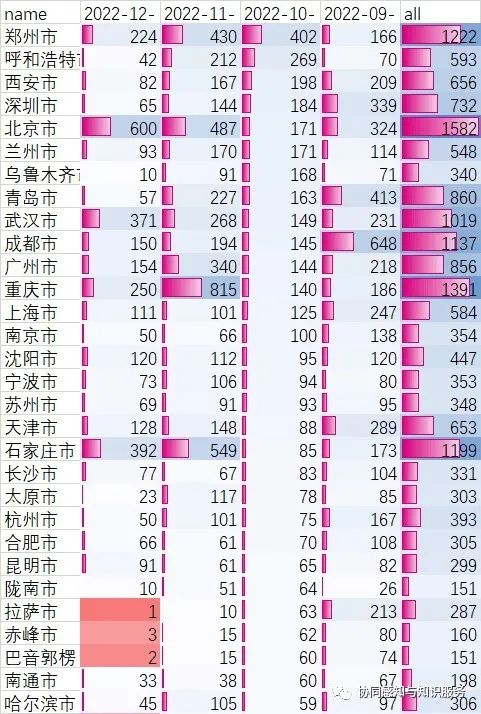 name 2022-12- 2022-11- 2022-10- 2022-09- all
郑州市 224 430 402 166 1222
呼和浩特市 42 212 269 70 593
西安市 82 167 198 209 656
深圳市 65 144 184 339 732
北京市 600 487 171 324 1582
兰州市 93 170 171 114 548
乌鲁木齐市 10 91 168 71 340
青岛市 57 227 163 413 860
武汉市 371 268 149 231 1019
成都市 150 194 145 648 1137
广州市 154 340 144 218 856
重庆市 250 815 140 186 1391
上海市 111 101 125 247 584
南京市 50 66 100 138 354
沈阳市 120 112 95 120 447
宁波市 73 106 94 80 353
苏州市 69 91 93 95 348
天津市 128 148 88 289 653
石家庄市 392 549 85 173 1199
长沙市 77 67 83 104 331
太原市 23 117 78 85 303
杭州市 50 101 75 167 393
合肥市 66 61 70 108 305
昆明市 91 61 65 82 299
陇南市 10 51 64 26 151
拉萨市 1 10 63 213 287
赤峰市 3 15 62 80 160
巴音郭楞 2 15 60 74 151
南通市 33 38 60 67 198
哈尔滨市 45 105 59 97 306
协同感知与知识服务